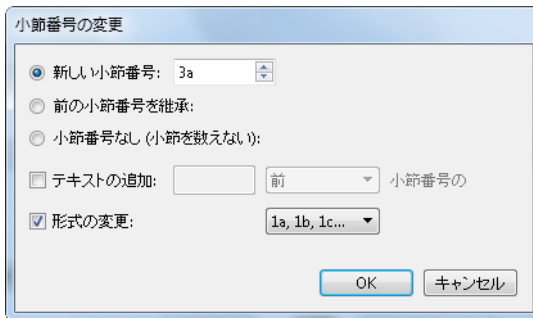 小節番号の変更
新しい小節番号: 3a
前の小節番号を継承:
小節番号なし (小節を数えない):
テキストの追加: 前 小節番号の
形式の変更: 1a, 1b, 1c...
OK キャンセル